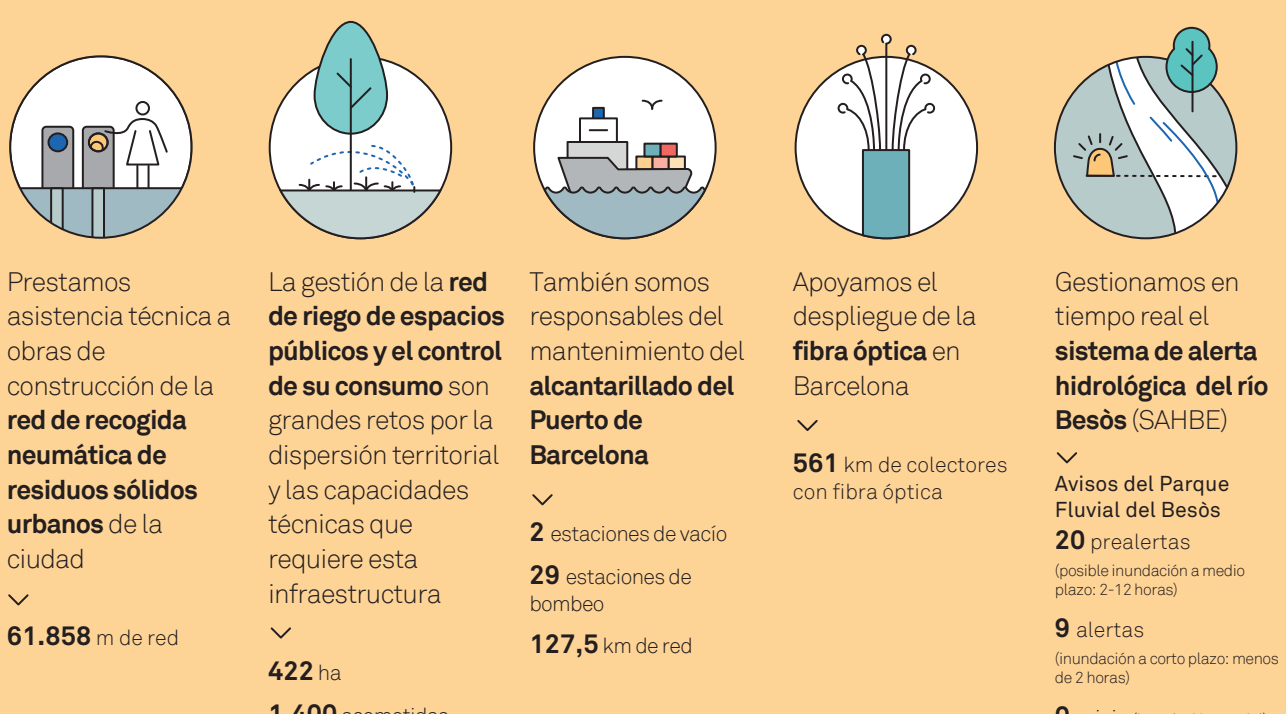 Prestamos
asistencia técnica a
obras de
construcción de la
red de recogida
neumática de
residuos sólidos
urbanos de la
ciudad
61.858 m de red
La gestión de la red
de riego de espacios
públicos y el control
de su consumo son
grandes retos por la
dispersión territorial
y las capacidades
técnicas que
requiere esta
infraestructura
422 ha
1.400 acometidas
También somos
responsables del
mantenimiento del
alcantarillado del
Puerto de
Barcelona
2 estaciones de vacío
29 estaciones de
bombeo
127,5 km de red
Apoyamos el
despliegue de la
fibra óptica en
Barcelona
561 km de colectores
con fibra óptica
Gestionamos en
tiempo real el
sistema de alerta
hidrológica del río
Besòs (SAHBE)
Avisos del Parque
Fluvial del Besòs
20 prealertas
(posible inundación a medio
plazo: 2-12 horas)
9 alertas
(inundación a corto plazo: menos
de 2 horas)